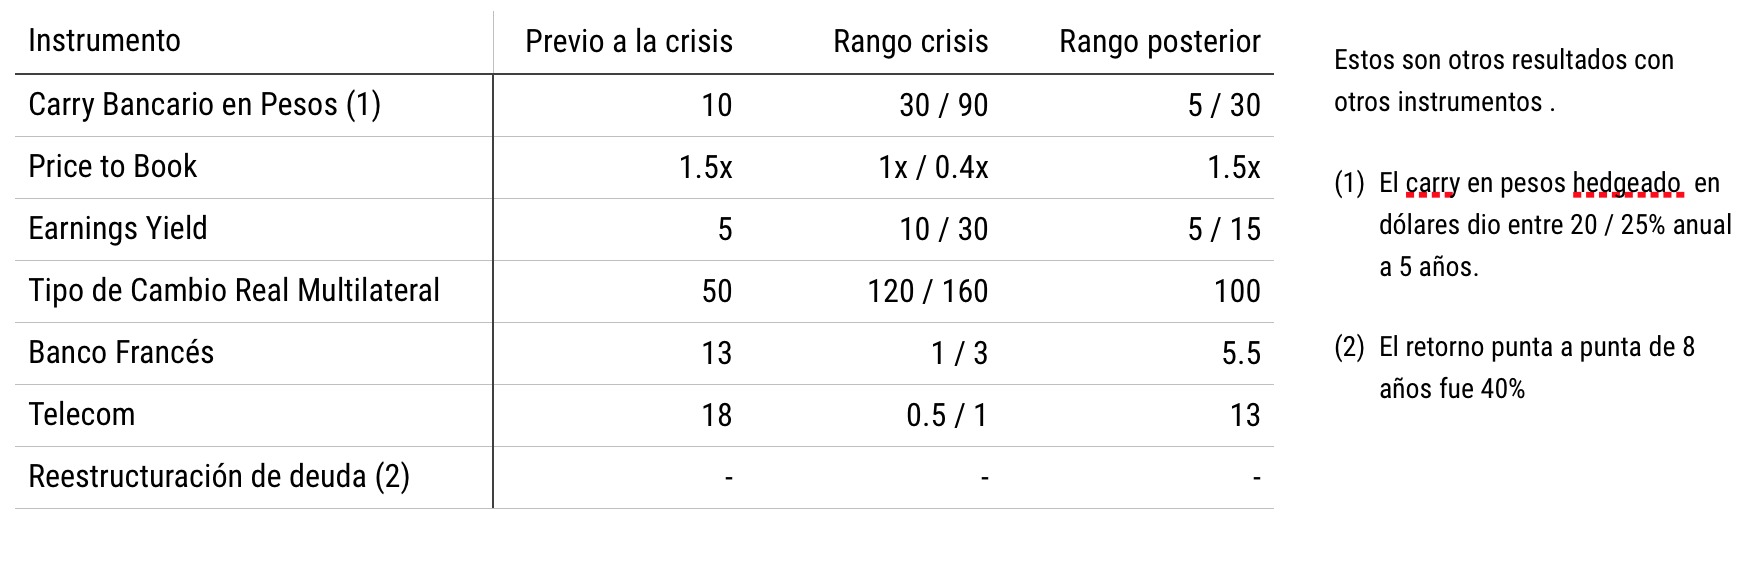 Instrumento Previo a la crisis Rango crisis Rango posterior
Carry Bancario en Pesos (1) 10 30 / 90 5 / 30
Price to Book 1.5x 1x / 0.4x 1.5x
Earnings Yield 5 10 / 30 5 / 15
Tipo de Cambio Real Multilateral 50 120 / 160 100
Banco Francés 13 1 / 3 5.5
Telecom 18 0.5 / 1 13
Reestructuración de deuda (2) - - -
Estos son otros resultados con
otros instrumentos .
(1) El carry en pesos hedgeado en
dólares dio entre 20 / 25% anual
a 5 años.
(2) El retorno punta a punta de 8
años fue 40%